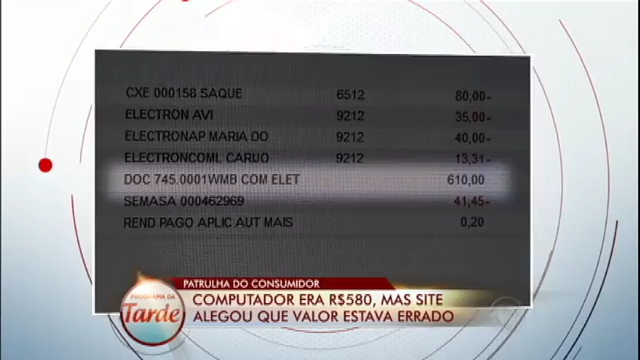 CXE 000158 SAQUE 6512 80,00-
ELECTRON AVI 9212 35,00-
ELECTRONAP MARIA DO 9212 40,00-
ELECTRONCOML CARIJO 9212 13,31-
DOC 745.0001WMB COM ELET 610,00
SEMASA 000462969 41,45-
REND PAGO APLIC AUT MAIS 0,20
PATRULHA DO CONSUMIDOR
PROGRAMA DA
Tarde
COMPUTADOR ERA R$580, MAS SITE
ALEGOU QUE VALOR ESTAVA ERRADO